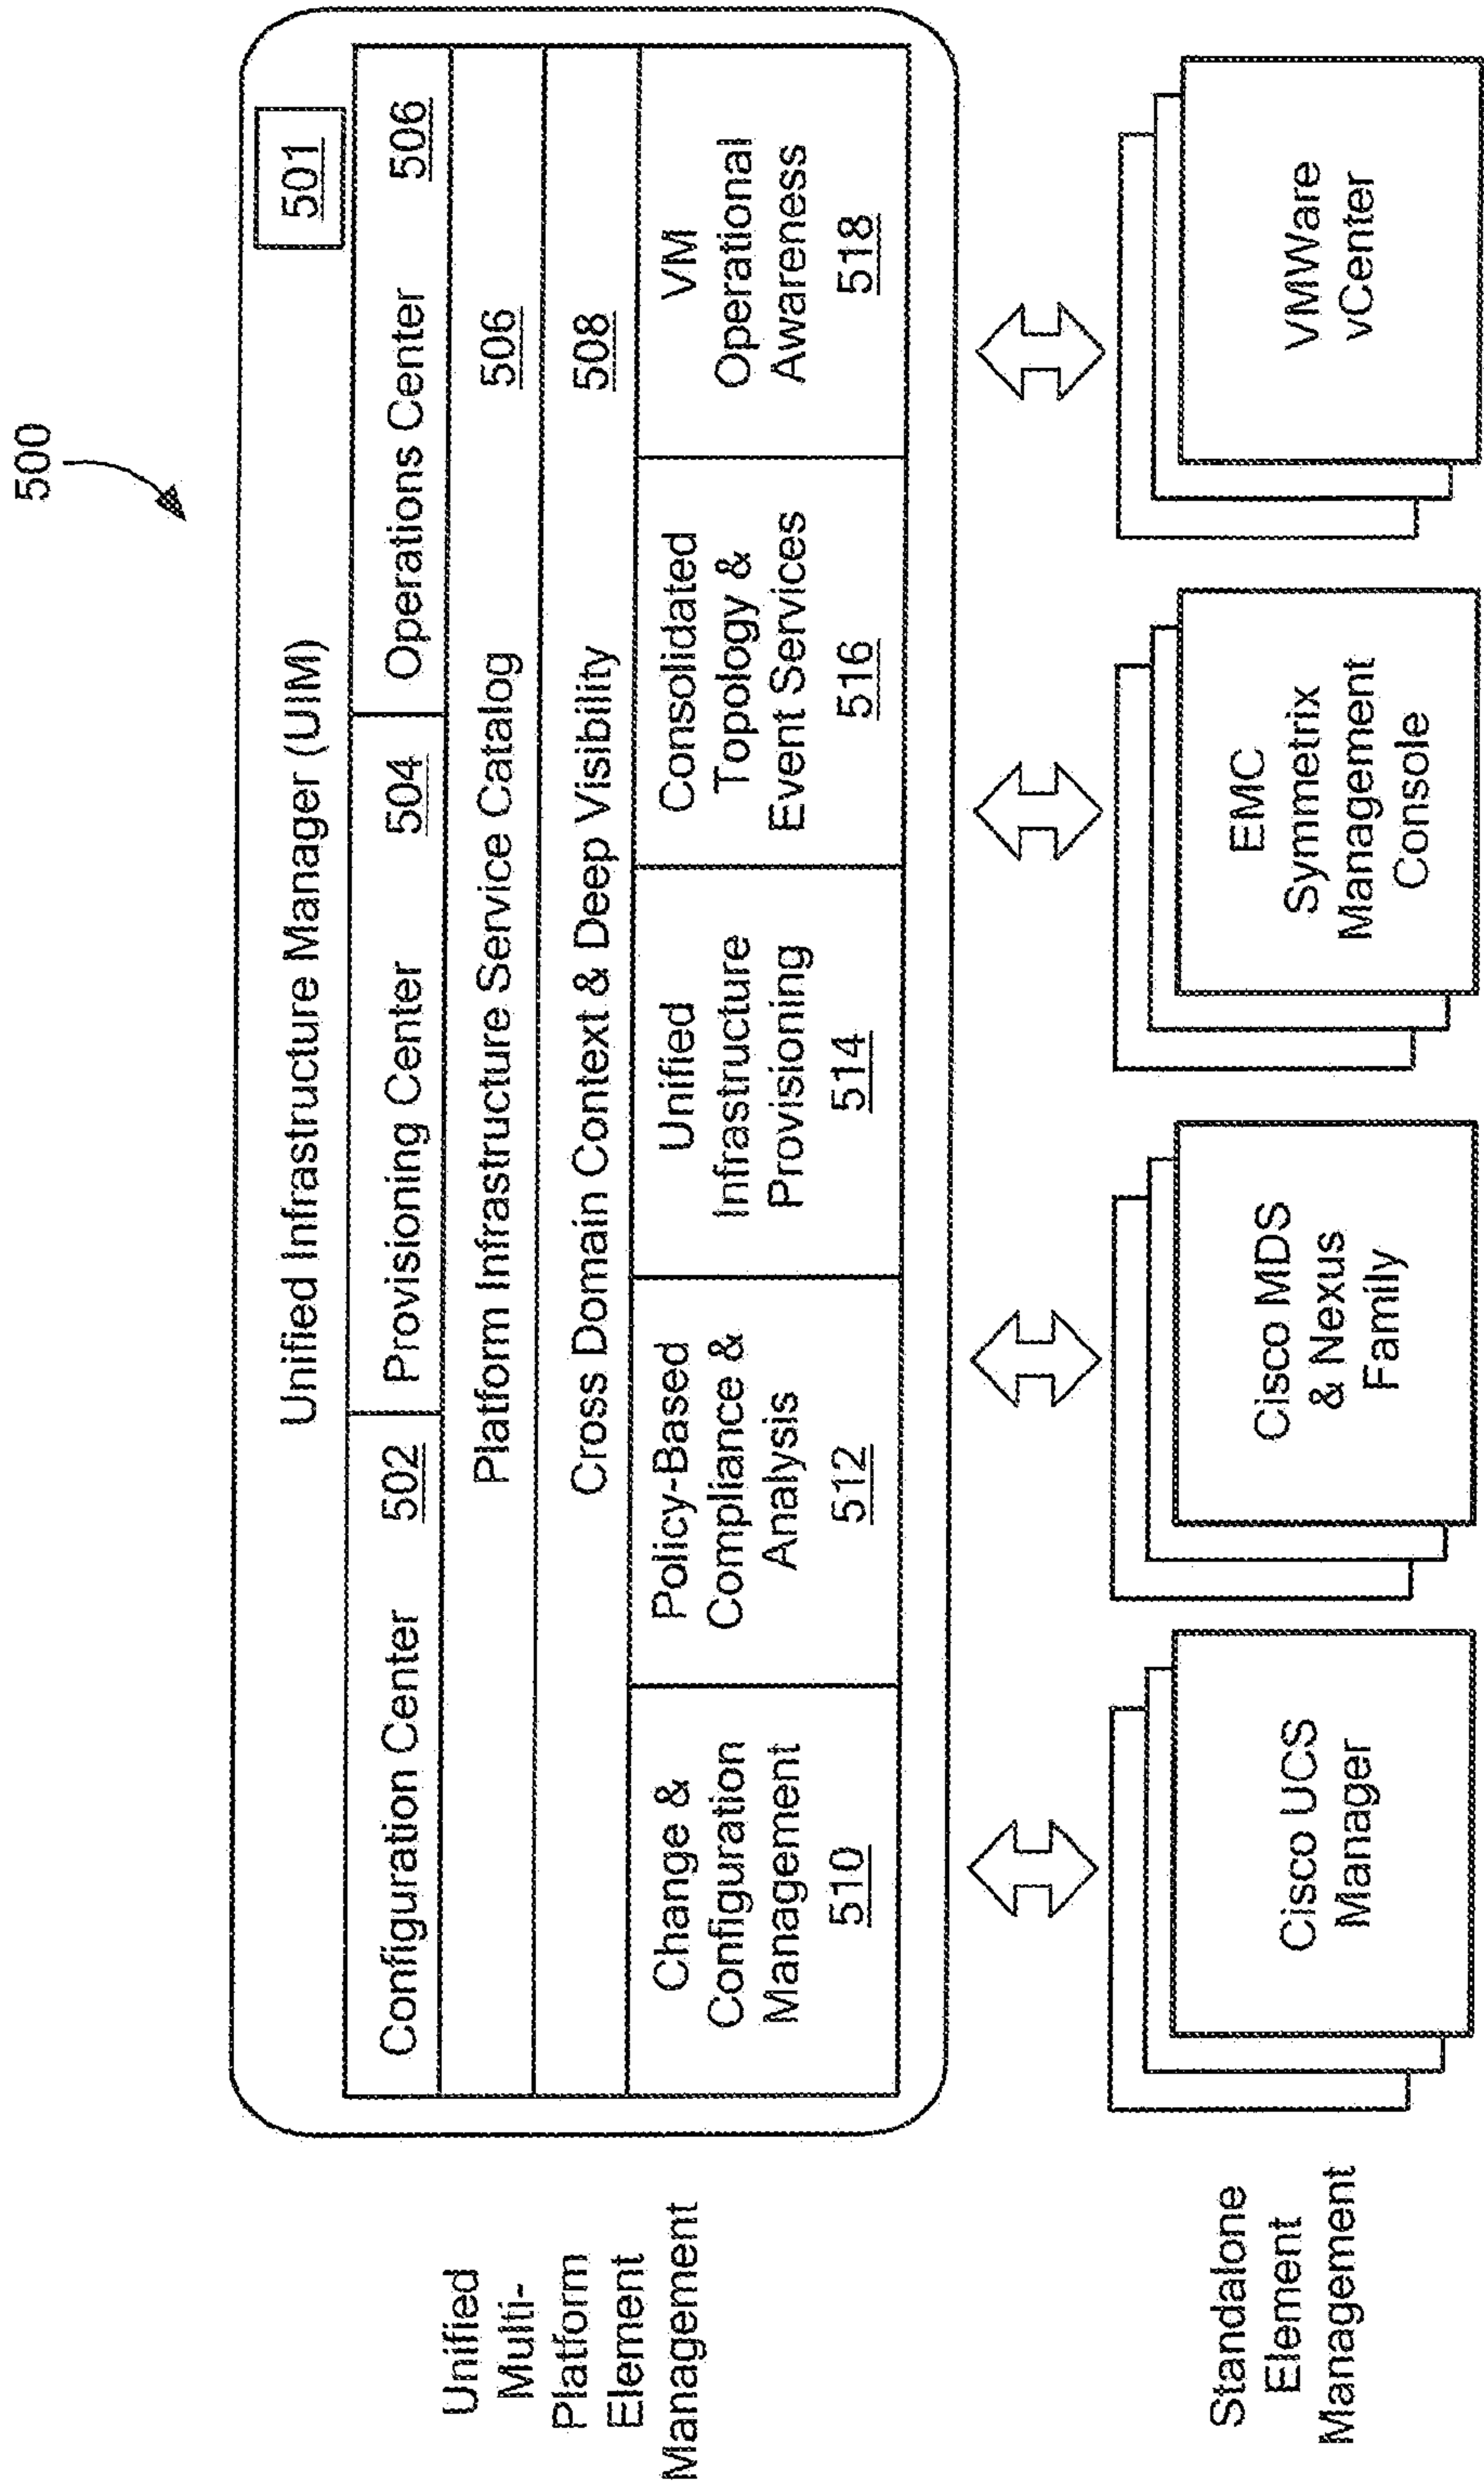 500
Unified Infrastructure Manager (UIM)
501
Configuration Center 502
Provisioning Center 504
Operations Center 506
Platform Infrastructure Service Catalog 506
Cross Domain Context & Deep Visibility 508
Change &
Configuration
Management
510
Policy-Based
Compliance &
Analysis
512
Unified
Infrastructure
Provisioning
514
Consolidated
Topology &
Event Services
516
VM
Operational
Awareness
518
Unified
Multi-
Platform
Element
Management
Standalone
Element
Management
Cisco UCS
Manager
Cisco MDS
& Nexus
Family
EMC
Symmetrix
Management
Console
VMWare
vCenter